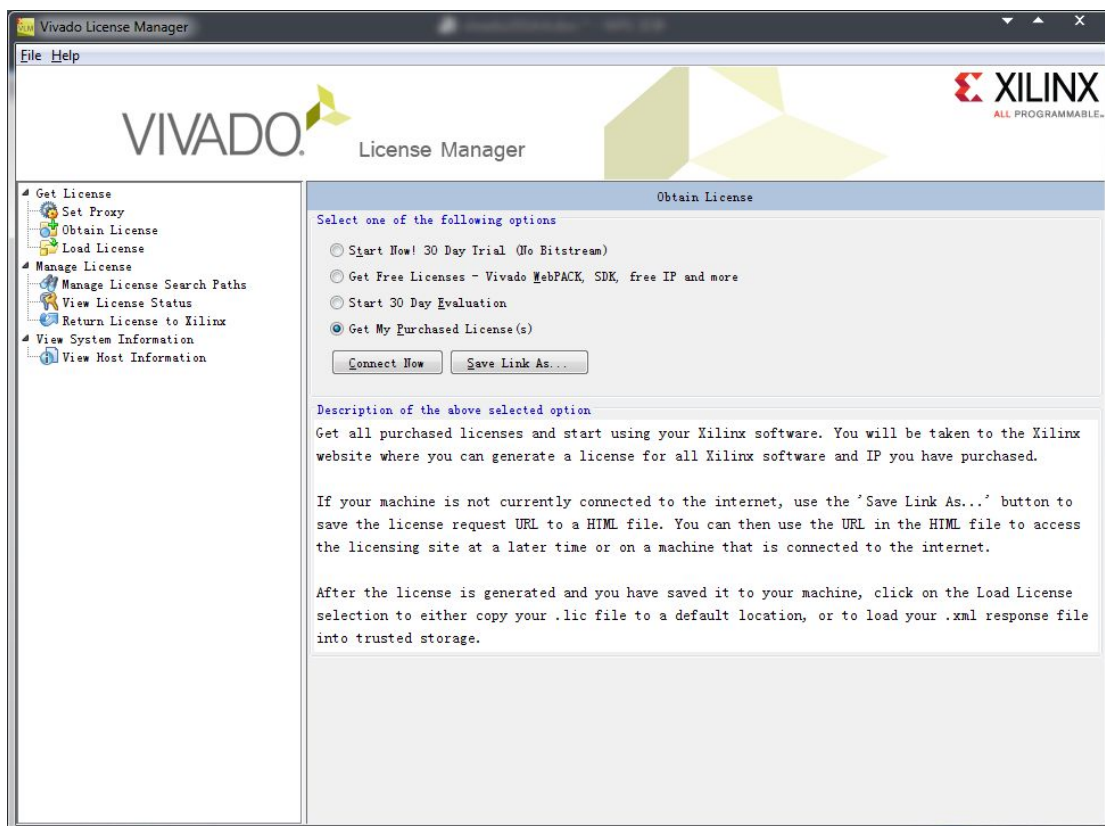 Vivado License Manager
File Help
VIVADO.
License Manager
XILINX
ALL PROGRAMMABLE™
Get License
Set Proxy
Obtain License
Load License
Manage License
Manage License Search Paths
View License Status
Return License to Xilinx
View System Information
View Host Information
Obtain License
Select one of the following options
Start Now! 30 Day Trial (No Bitstream)
Get Free Licenses - Vivado WebPACK, SDK, free IP and more
Start 30 Day Evaluation
Get My Purchased License(s)
Connect Now Save Link As...
Description of the above selected option
Get all purchased licenses and start using your Xilinx software. You will be taken to the Xilinx
website where you can generate a license for all Xilinx software and IP you have purchased.
If your machine is not currently connected to the internet, use the 'Save Link As...' button to
save the license request URL to a HTML file. You can then use the URL in the HTML file to access
the licensing site at a later time or on a machine that is connected to the internet.
After the license is generated and you have saved it to your machine, click on the Load License
selection to either copy your .lic file to a default location, or to load your .xml response file
into trusted storage.